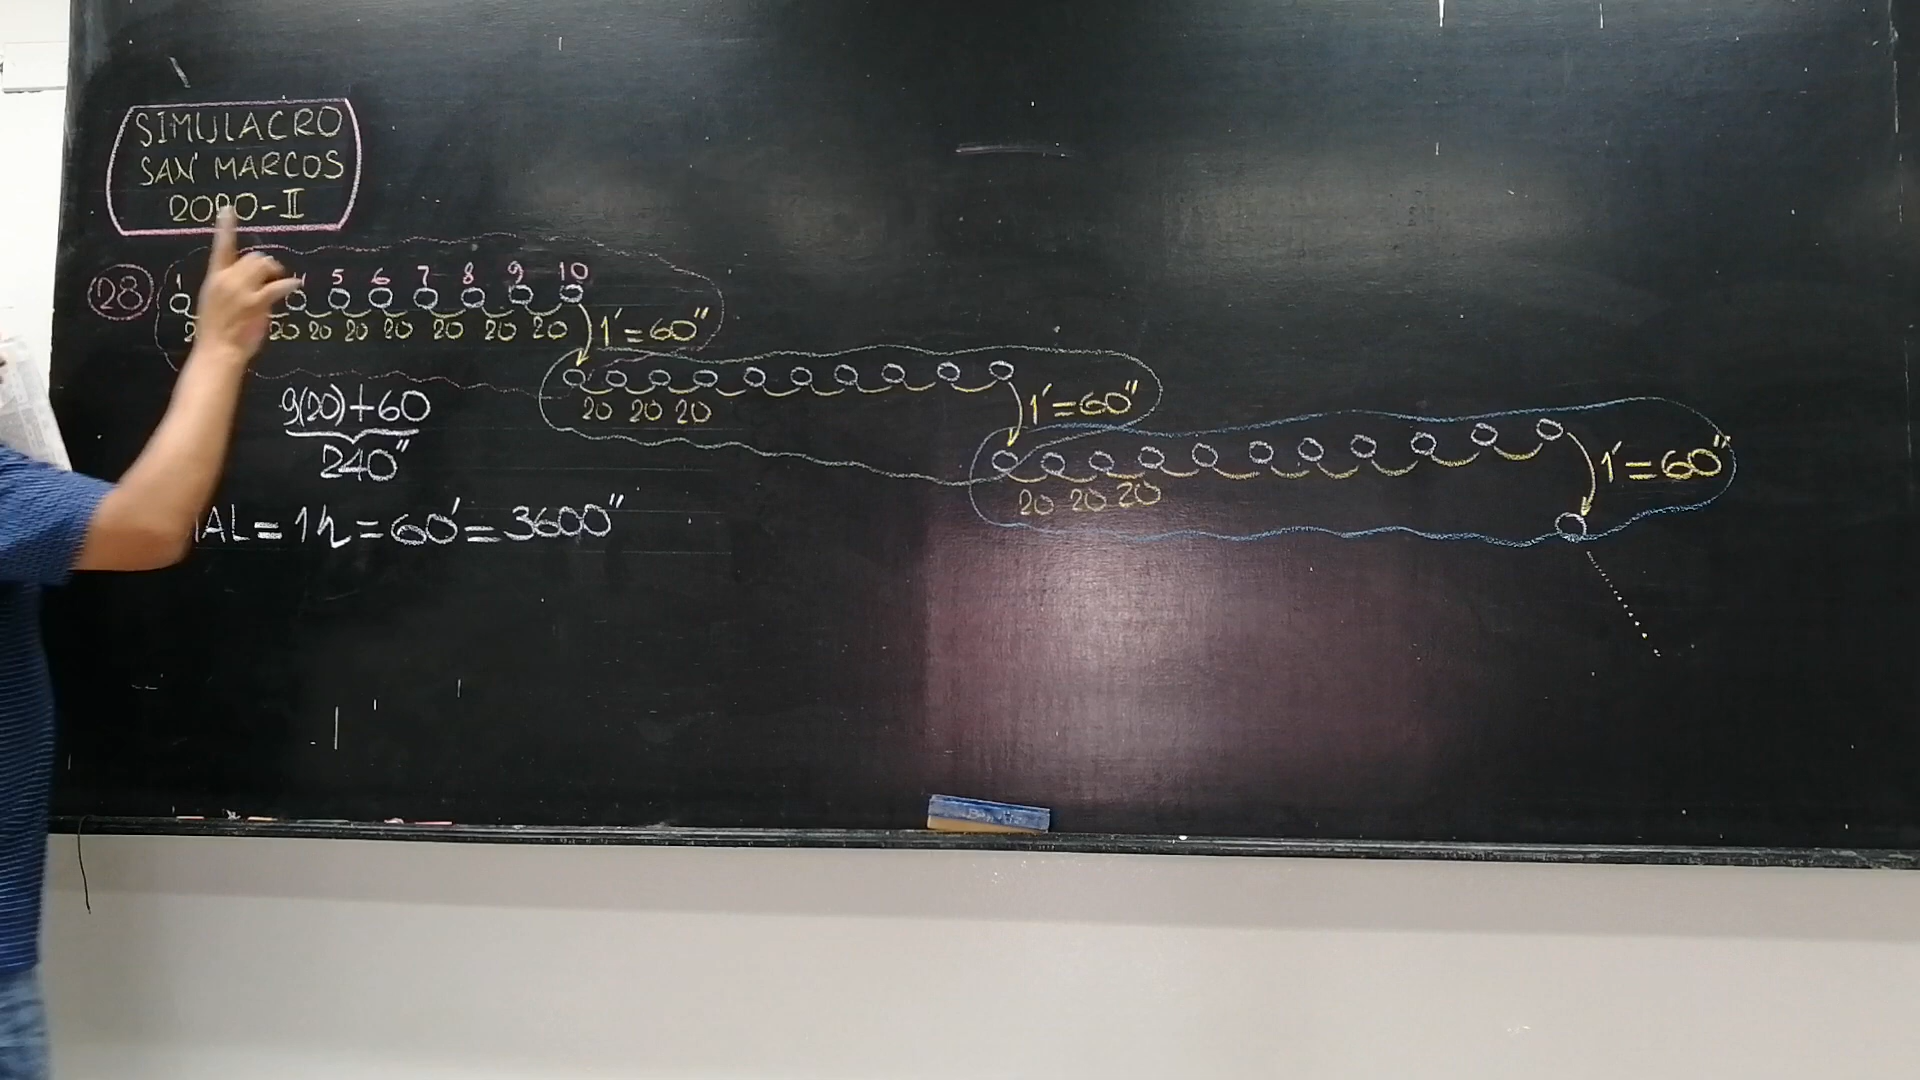 SIMULACRO
SAN MARCOS
2020-II
28
1 4 5 6 7 8 9 10
20 20 20 20 20 20 20
1'=60"
9(20)+60
240"
20 20 20
1'=60"
20 20 20
1'=60"
AL=1h=60'=3600"